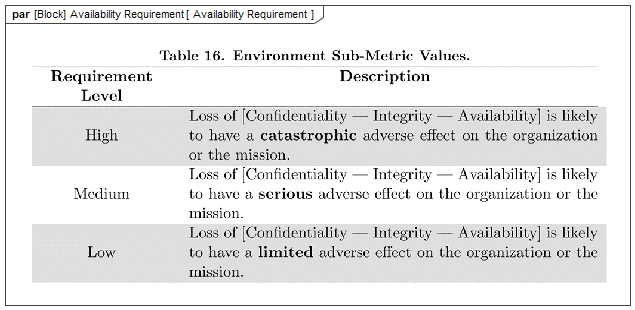 par [Block] Availability Requirement [ Availability Requirement ]
Table 16. Environment Sub-Metric Values.
Requirement Level Description
High Loss of [Confidentiality — Integrity — Availability] is likely
to have a catastrophic adverse effect on the organization
or the mission.
Medium Loss of [Confidentiality — Integrity — Availability] is likely
to have a serious adverse effect on the organization or the
mission.
Low Loss of [Confidentiality — Integrity — Availability] is likely
to have a limited adverse effect on the organization or the
mission.